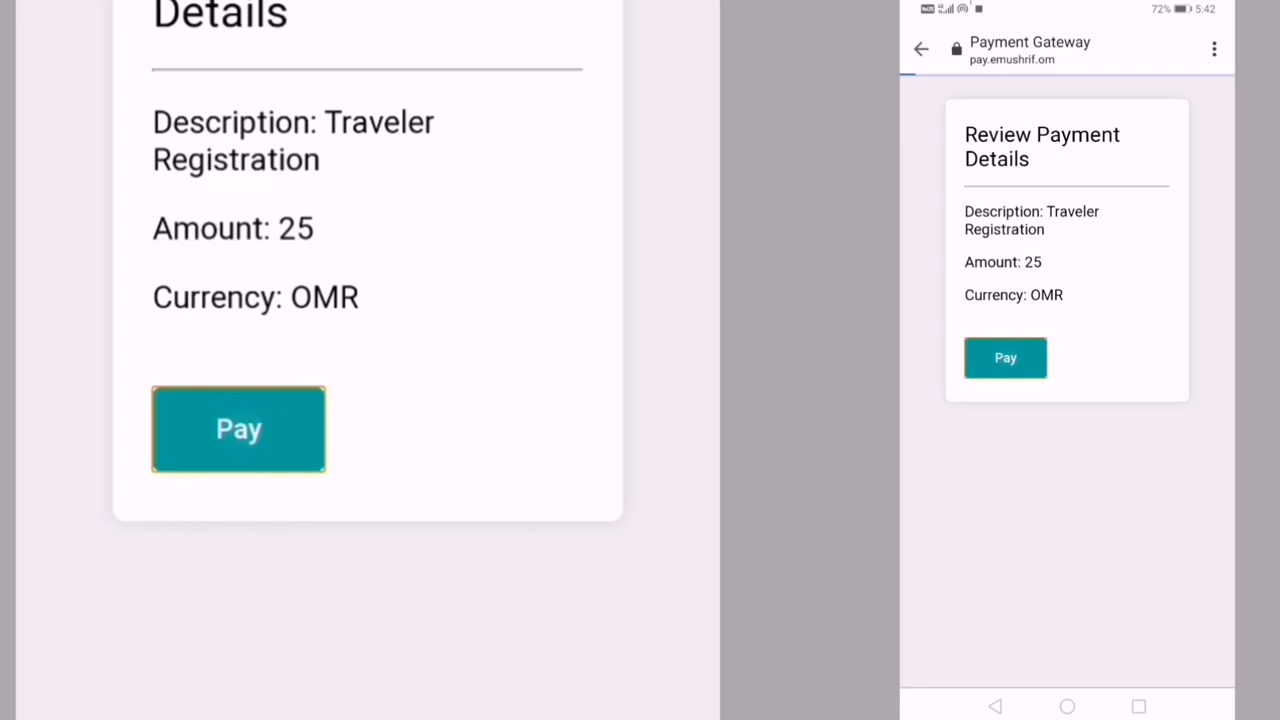 Details
Description: Traveler
Registration
Amount: 25
Currency: OMR
Pay
72% 5:42
Payment Gateway
pay.emushrif.om
Review Payment
Details
Description: Traveler
Registration
Amount: 25
Currency: OMR
Pay